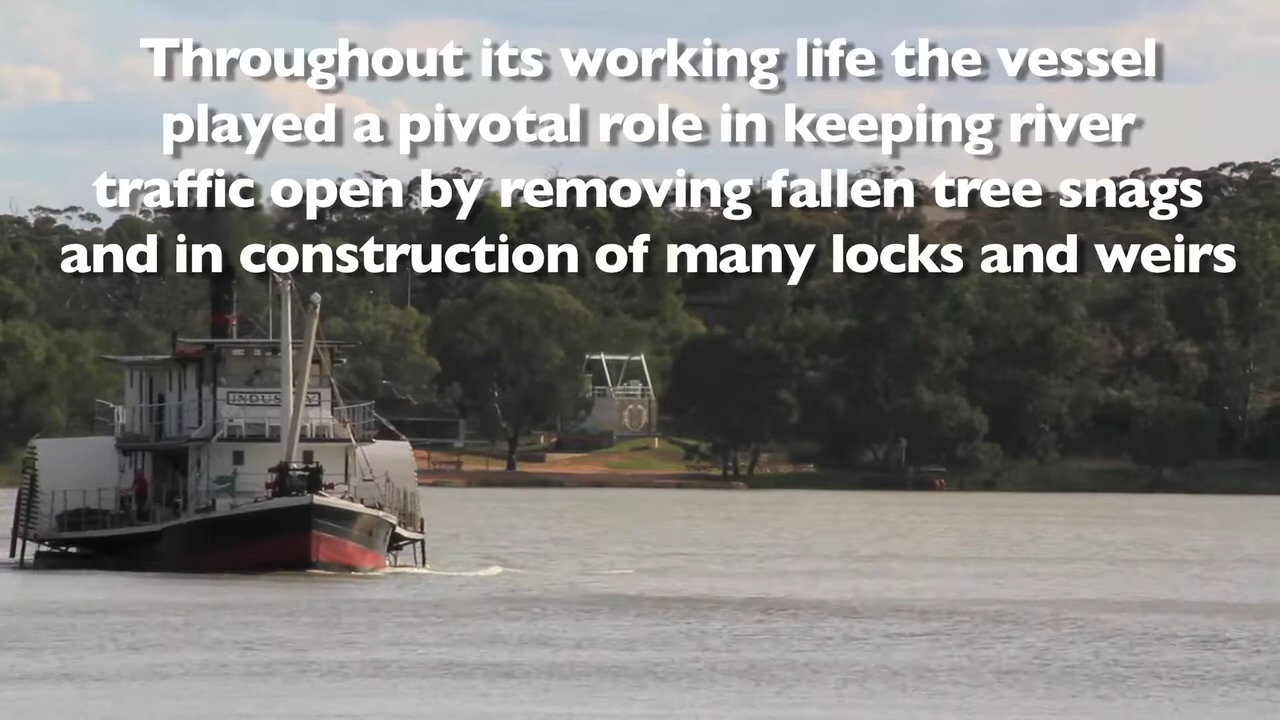 Throughout its working life the vessel
played a pivotal role in keeping river
traffic open by removing fallen tree snags
and in construction of many locks and weirs
INDUSTRY